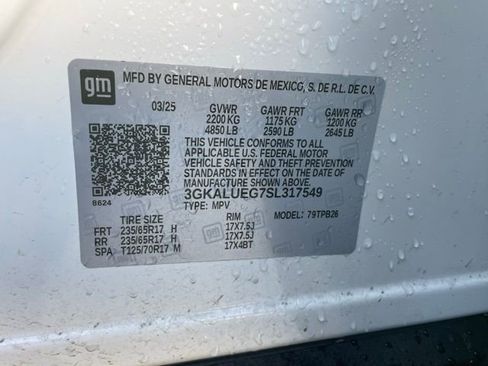 gm
MFD BY GENERAL MOTORS DE MEXICO, S. DE R.L. DE C.V.
03/25 GVWR GAWR FRT GAWR RR
2200 KG 1175 KG 1200 KG
4850 LB 2590 LB 2645 LB
THIS VEHICLE CONFORMS TO ALL
APPLICABLE U.S. FEDERAL MOTOR
VEHICLE SAFETY AND THEFT PREVENTION
STANDARDS IN EFFECT ON THE DATE OF
MANUFACTURE SHOWN ABOVE.
3GKALUEG7SL317549
8624
TYPE: MPV MODEL: 79TPB26
TIRE SIZE RIM
FRT 235/65R17 H 17X7.5J
RR 235/65R17 H 17X7.5J
SPA T125/70R17 M 17X4BT